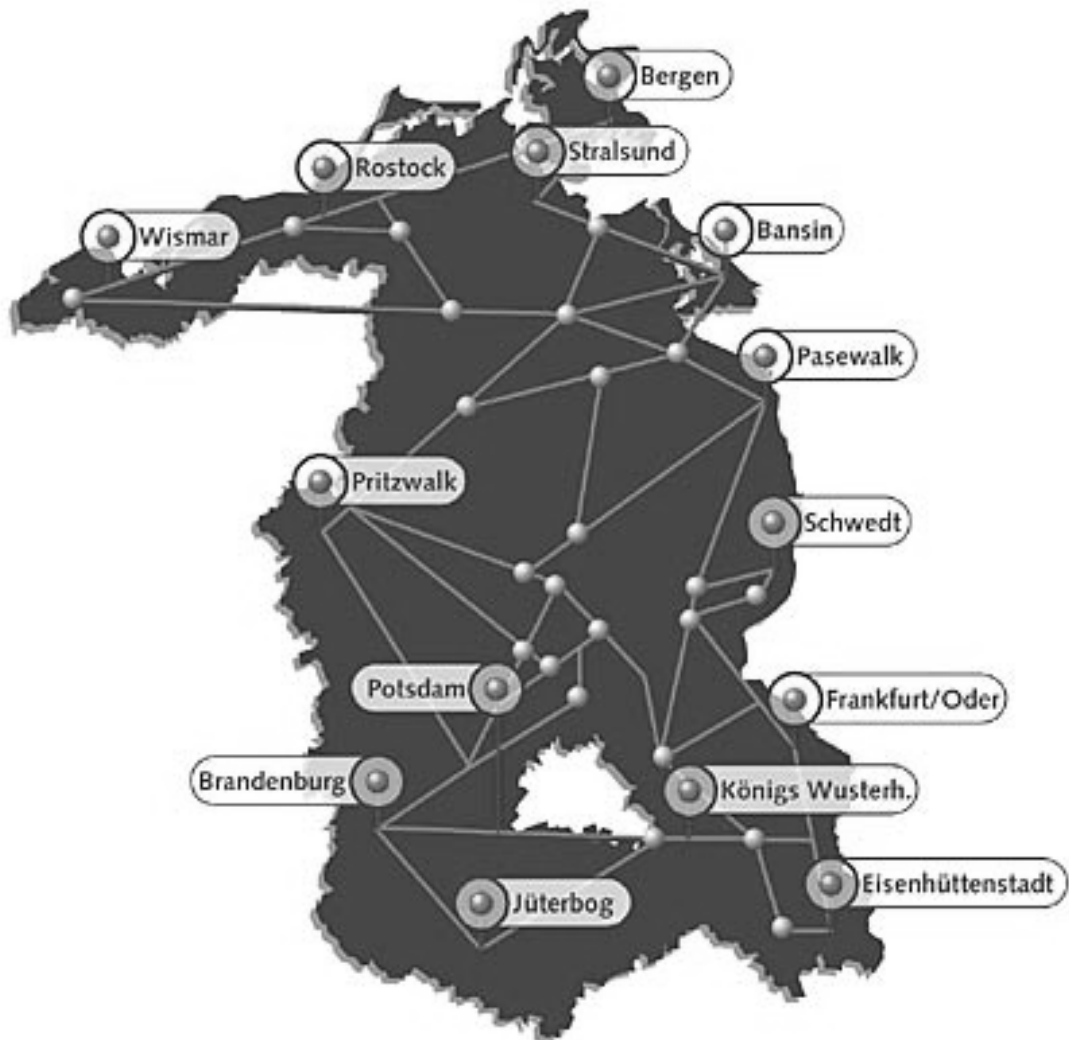 Bergen
Stralsund
Rostock
Wismar
Bansin
Pasewalk
Pritzwalk
Schwedt
Potsdam
Frankfurt/Oder
Brandenburg
Königs Wusterh.
Eisenhüttenstadt
Jüterbog